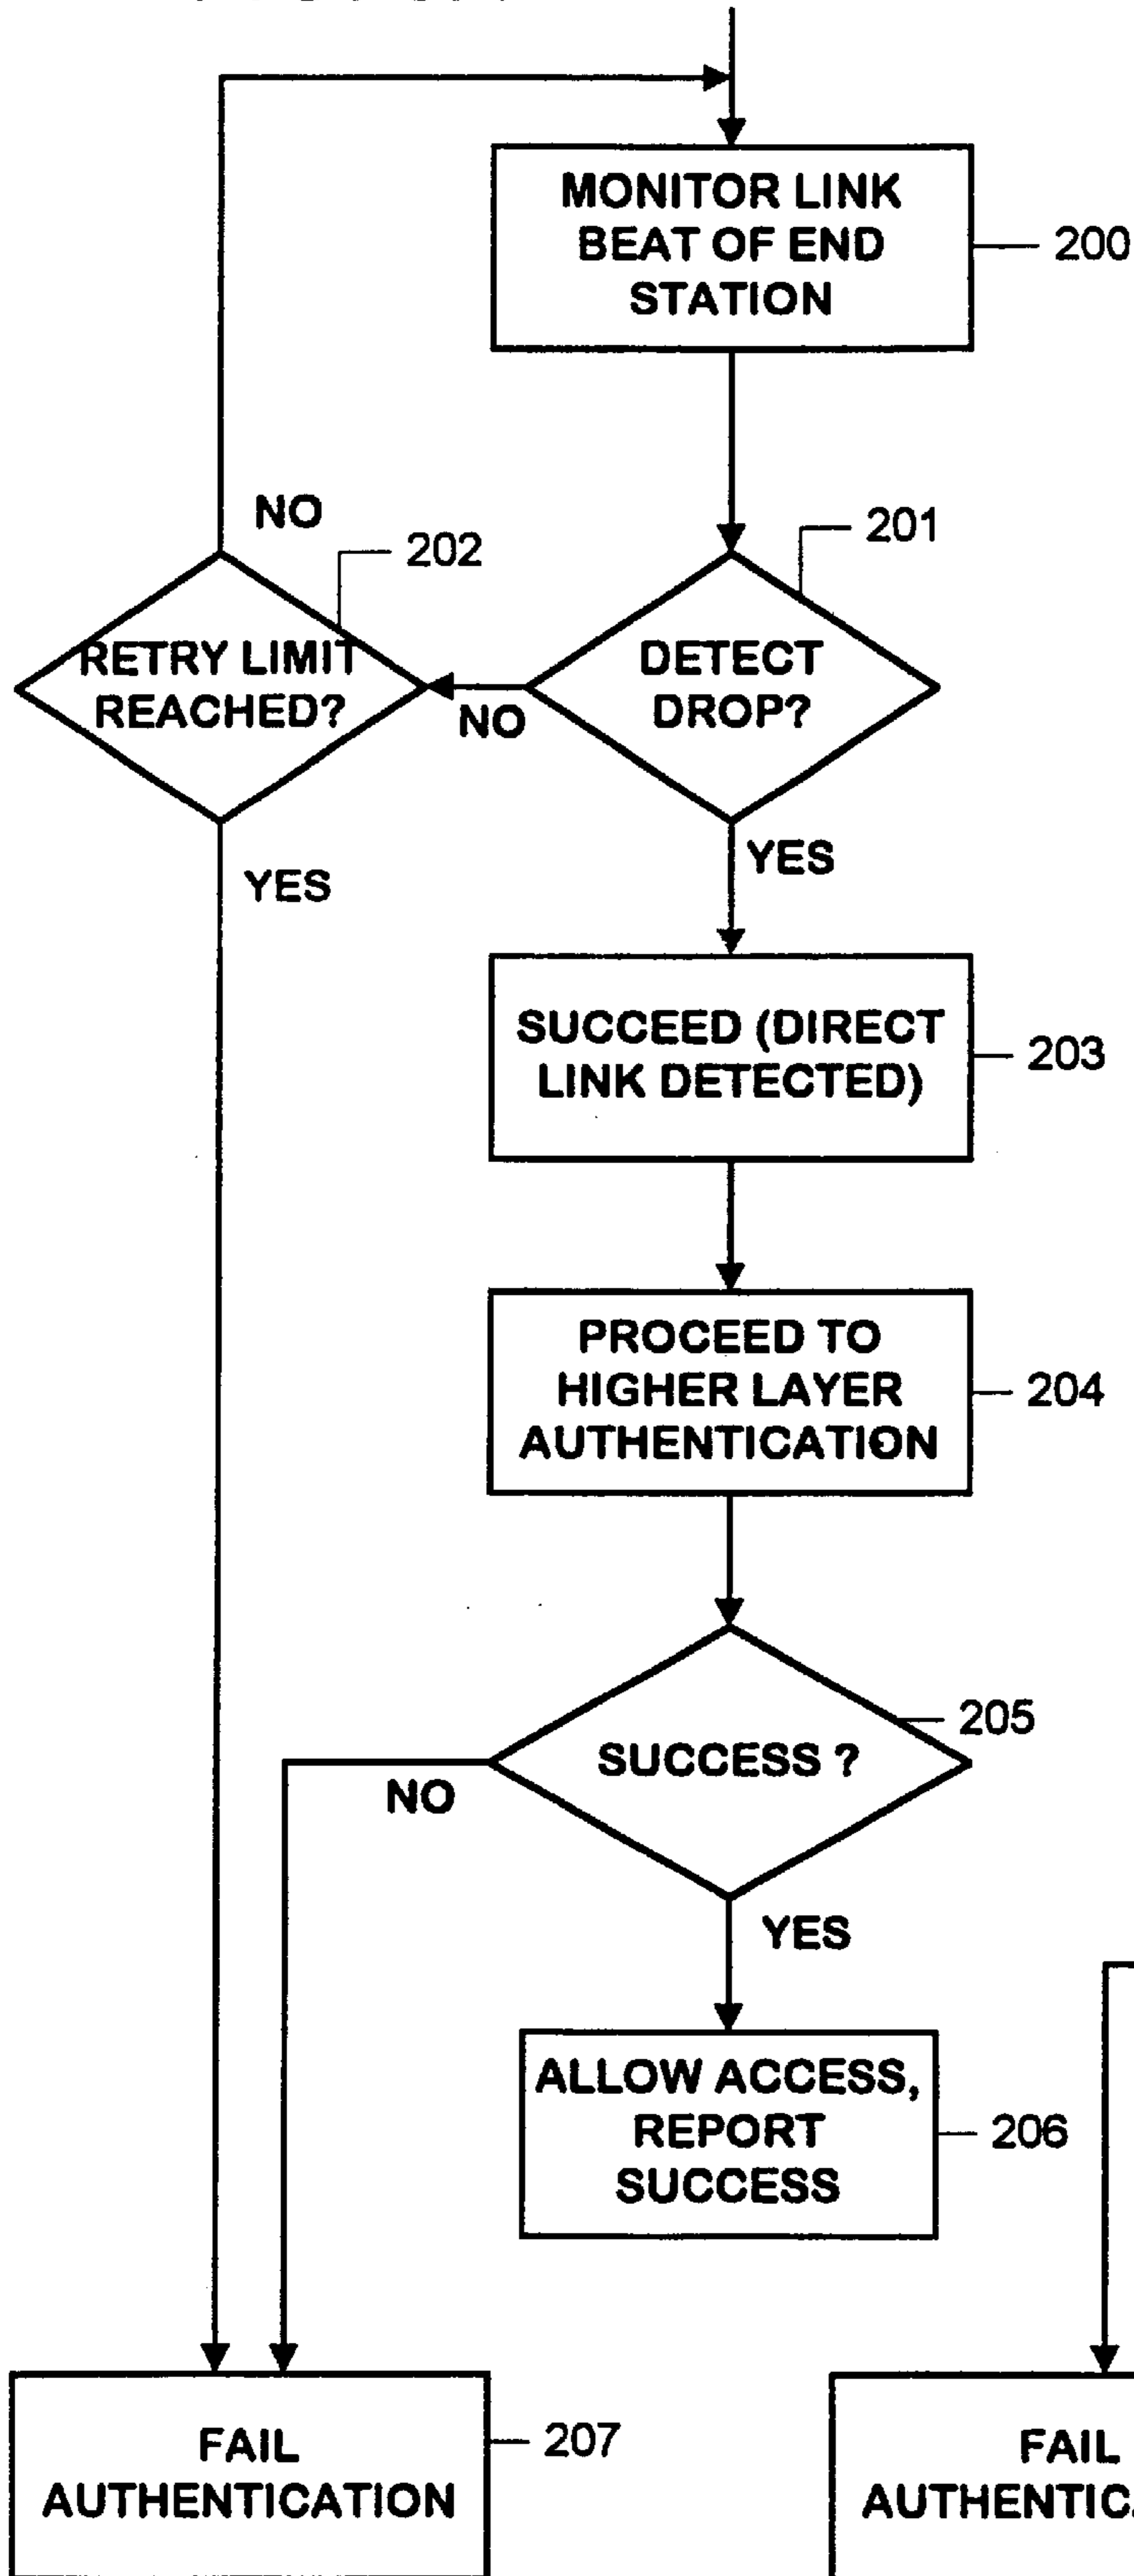 MONITOR LINK
BEAT OF END
STATION
200
NO
202
201
RETRY LIMIT
REACHED?
NO
DETECT
DROP?
YES
YES
SUCCEED (DIRECT
LINK DETECTED)
203
PROCEED TO
HIGHER LAYER
AUTHENTICATION
204
205
SUCCESS ?
NO
YES
ALLOW ACCESS,
REPORT
SUCCESS
206
FAIL
AUTHENTICATION
207
FAIL